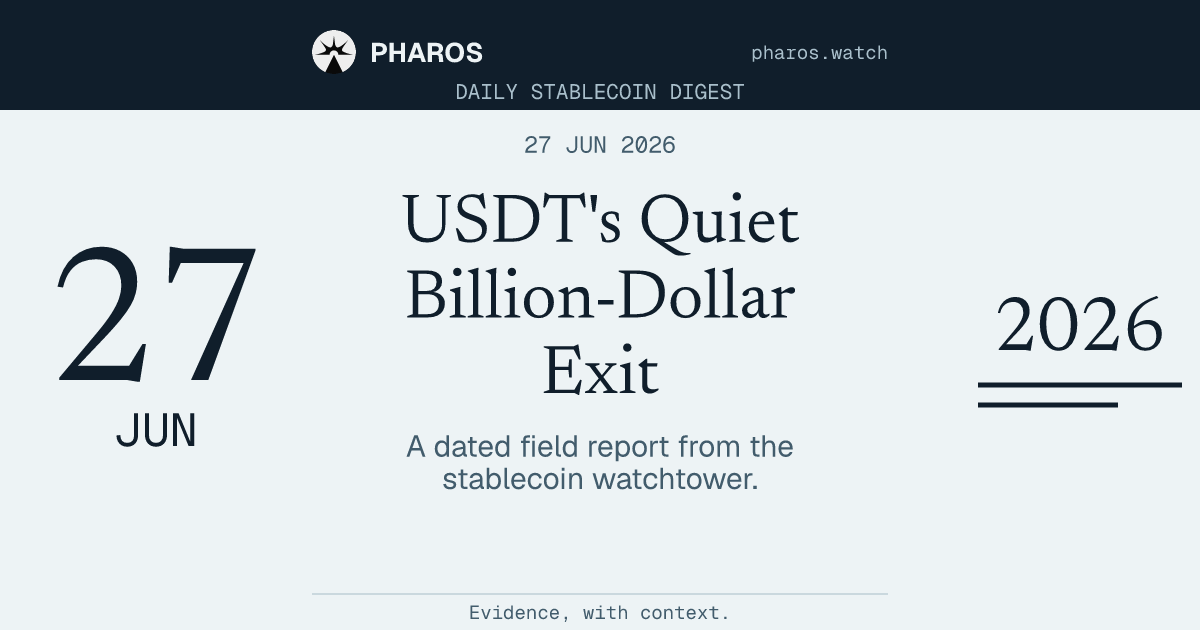 PHAROS
pharos.watch
DAILY STABLECOIN DIGEST
27 JUN 2026
USDT's Quiet
Billion-Dollar
Exit
A dated field report from the
stablecoin watchtower.
27
JUN
2026
Evidence, with context.